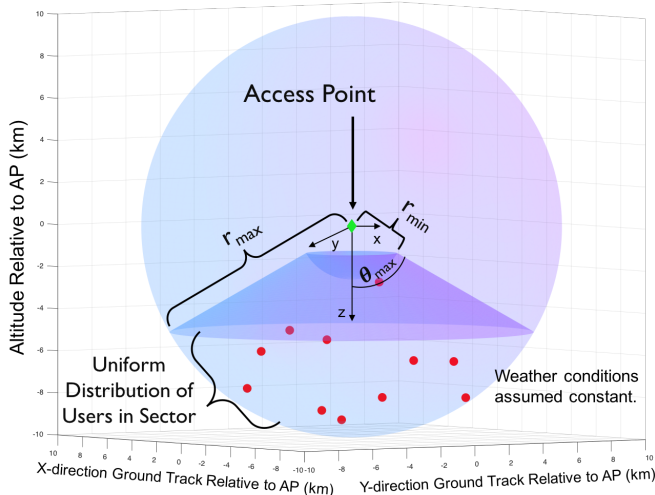 Access Point
r max
r min
y
x
θmax
z
Uniform
Distribution of
Users in Sector
Weather conditions
assumed constant.
Altitude Relative to AP (km)
10
8
6
4
2
0
-2
-4
-6
-8
-10
10 8 6 4 2 0 -2 -4 -6 -8 -10
X-direction Ground Track Relative to AP (km)
-10 -8 -6 -4 -2 0 2 4 6 8 10
Y-direction Ground Track Relative to AP (km)